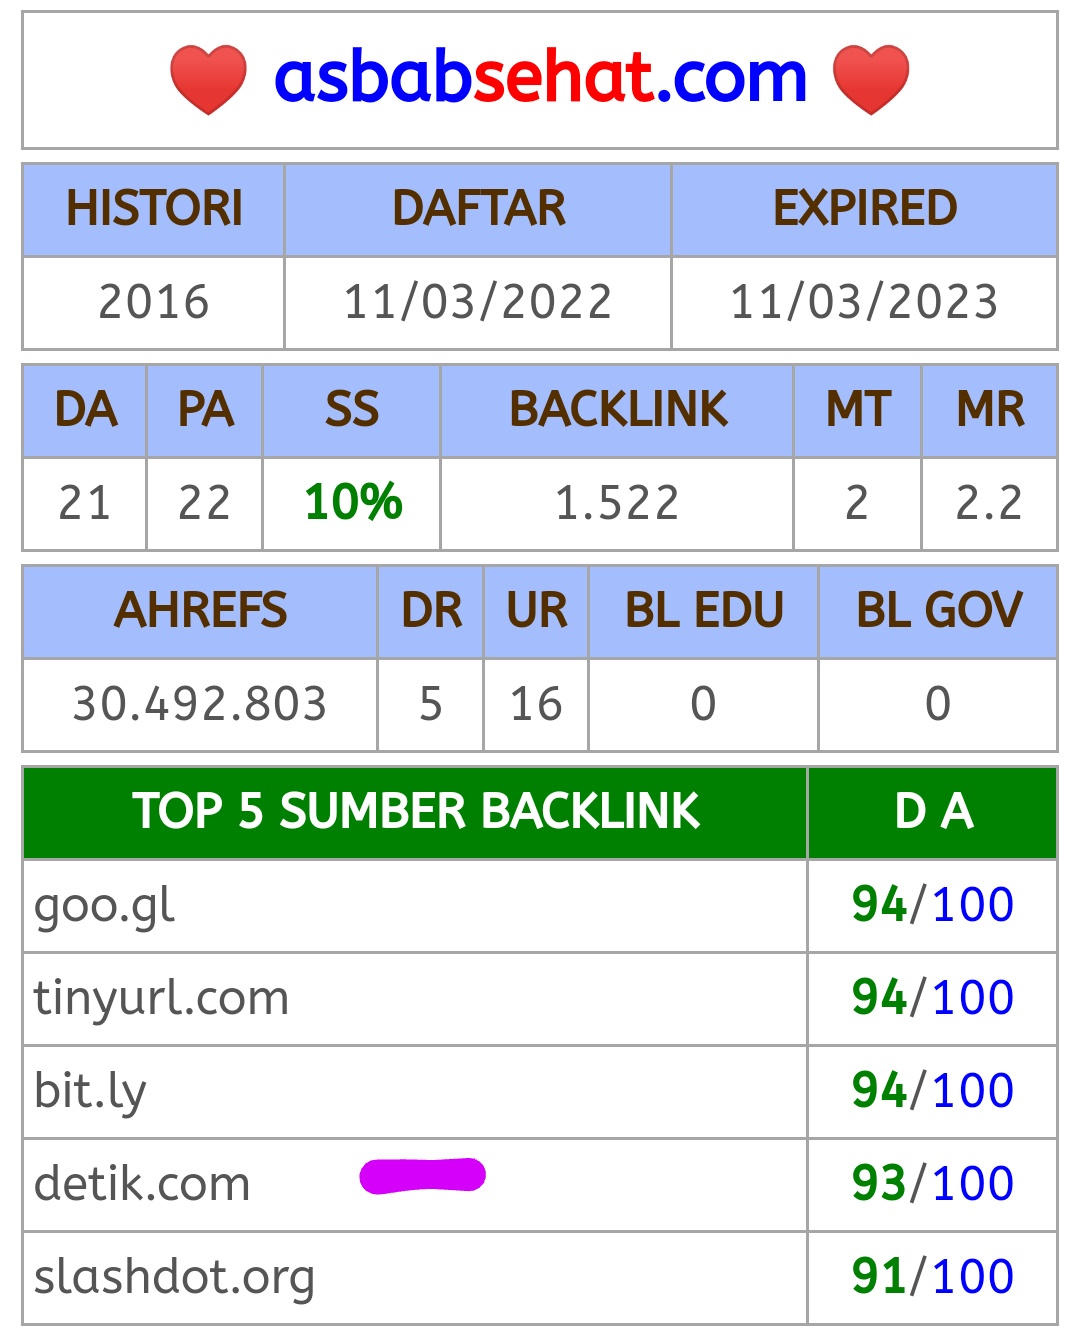 asbabsehat.com
HISTORI DAFTAR EXPIRED
2016 11/03/2022 11/03/2023
DA PA SS BACKLINK MT MR
21 22 10% 1.522 2 2.2
AHREFS DR UR BL EDU BL GOV
30.492.803 5 16 0 0
TOP 5 SUMBER BACKLINK D A
goo.gl 94/100
tinyurl.com 94/100
bit.ly 94/100
detik.com 93/100
slashdot.org 91/100